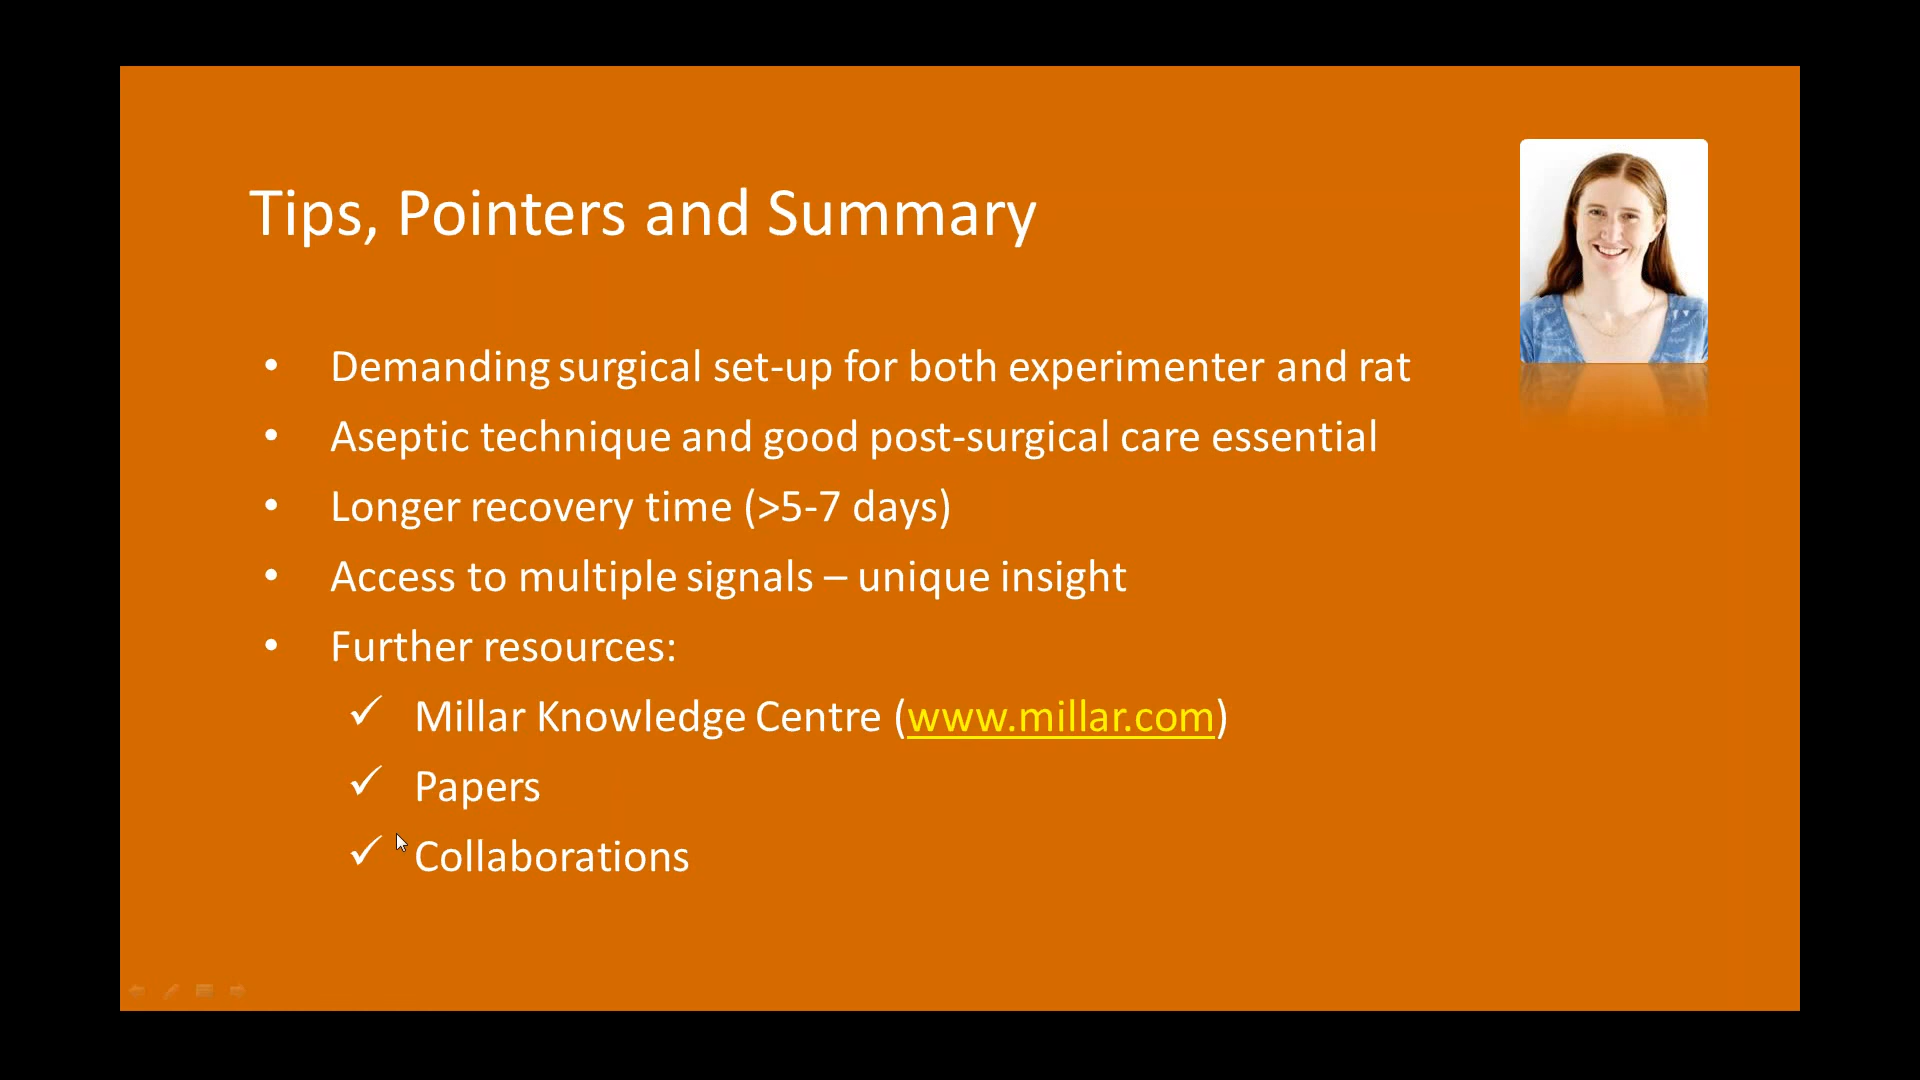 Tips, Pointers and Summary
• Demanding surgical set-up for both experimenter and rat
• Aseptic technique and good post-surgical care essential
• Longer recovery time (>5-7 days)
• Access to multiple signals – unique insight
• Further resources:
✓ Millar Knowledge Centre (www.millar.com)
✓ Papers
✓ Collaborations